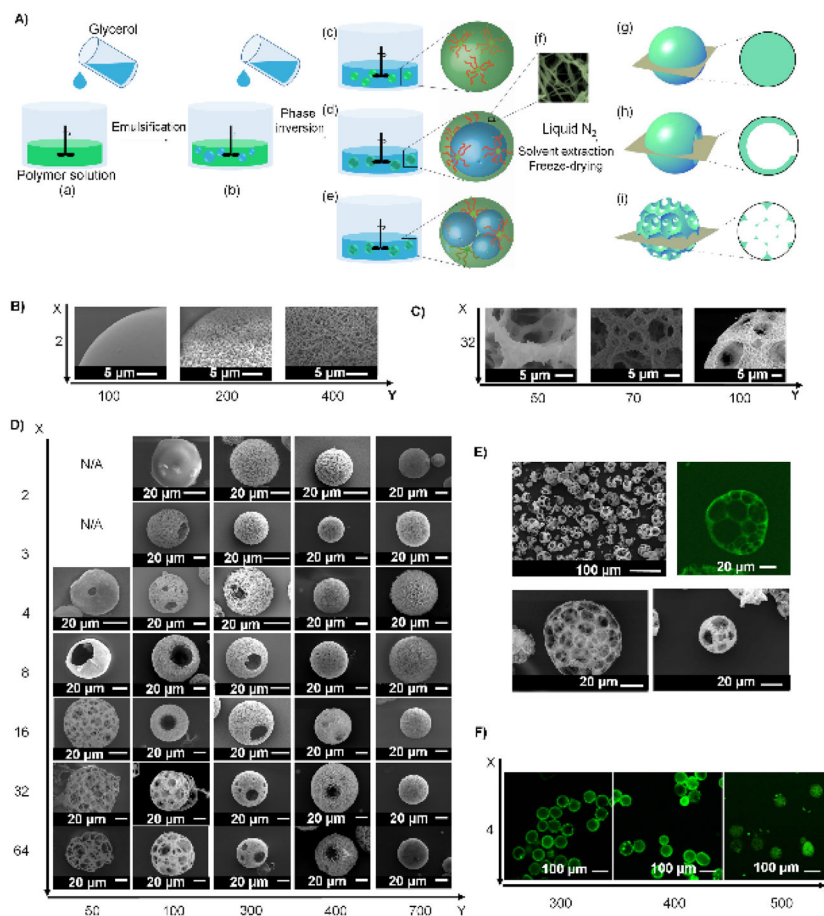 A)
Glycerol
Emulsification
Phase inversion
Polymer solution
(a)
(b)
(c)
(d)
(e)
(f)
Liquid N2
Solvent extraction
Freeze-drying
(g)
(h)
(i)
B)
X
2
5 µm 5 µm 5 µm
100 200 400 Y
C)
X
32
5 µm 5 µm 5 µm
50 70 100 Y
D)
X
2
N/A 20 µm 20 µm 20 µm 20 µm
3
N/A 20 µm 20 µm 20 µm 20 µm
4
20 µm 20 µm 20 µm 20 µm 20 µm
8
20 µm 20 µm 20 µm 20 µm 20 µm
16
20 µm 20 µm 20 µm 20 µm 20 µm
32
20 µm 20 µm 20 µm 20 µm 20 µm
64
20 µm 20 µm 20 µm 20 µm 20 µm
50 100 300 400 700 Y
E)
100 µm 20 µm
20 µm 20 µm
F)
X
4
100 µm 100 µm 100 µm
300 400 500 Y